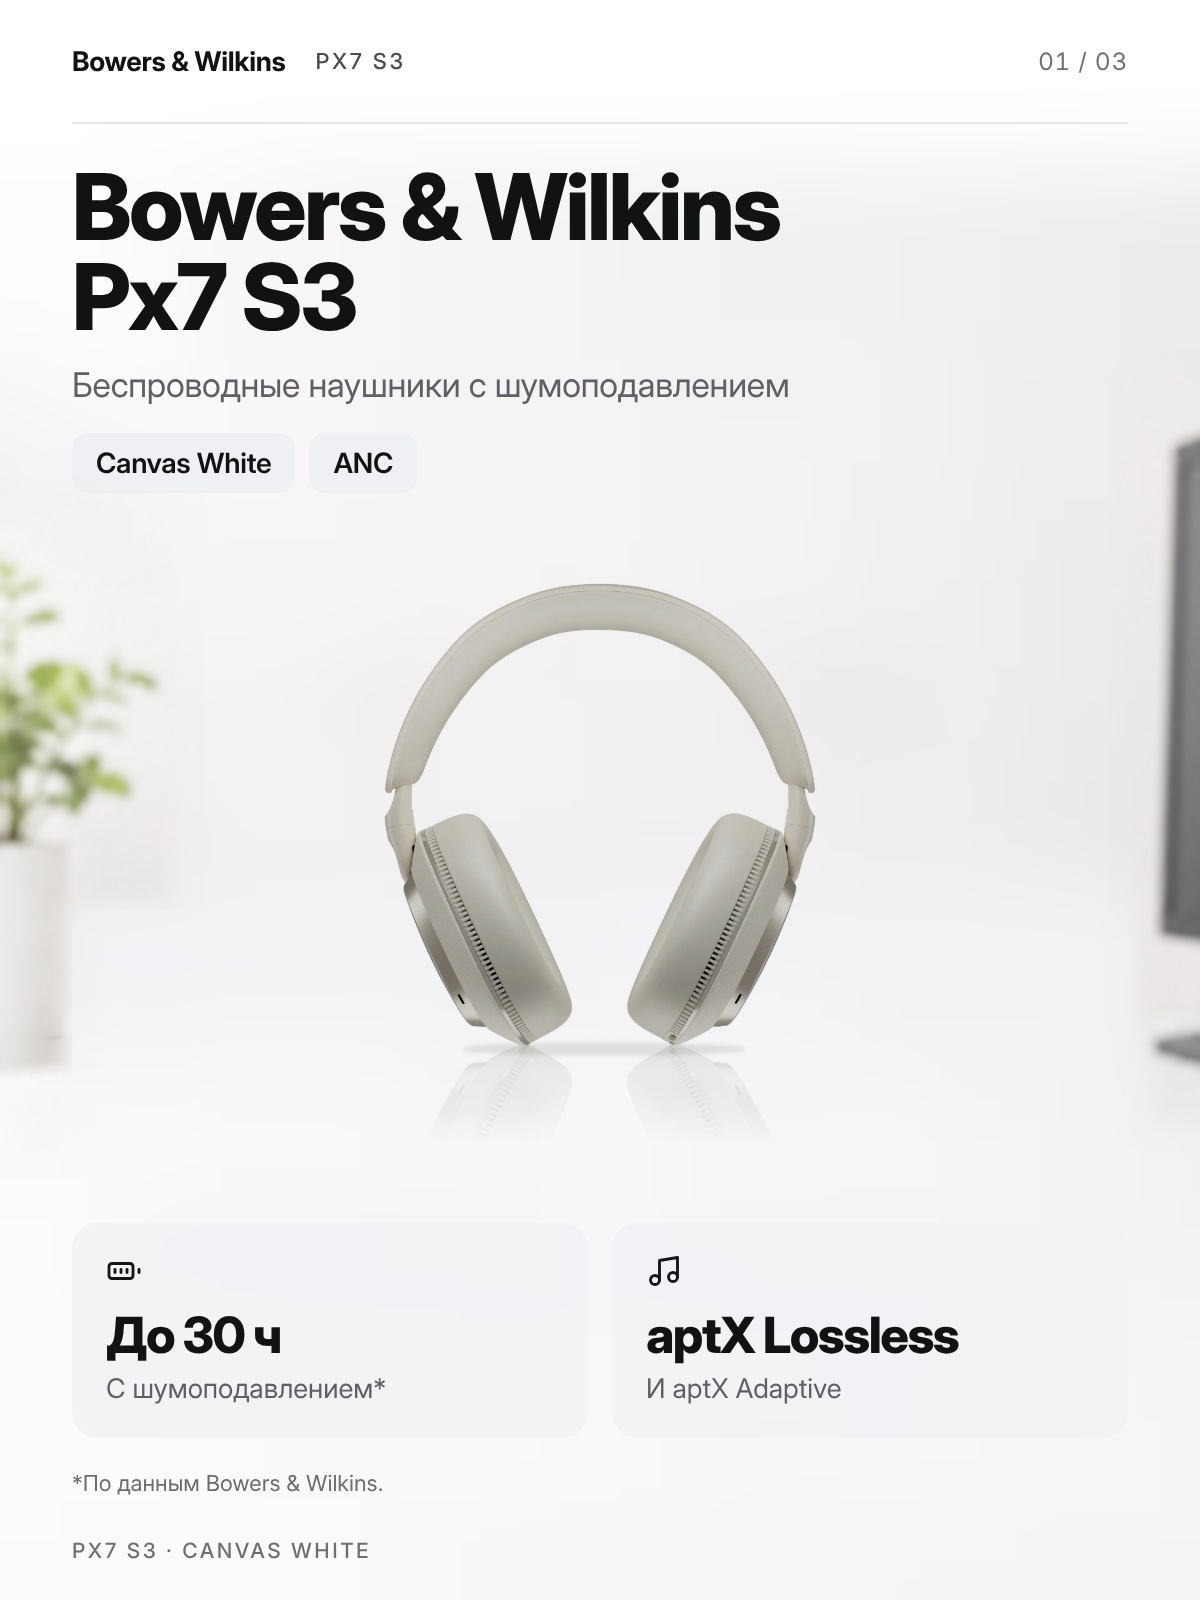 Bowers & Wilkins PX7 S3 01 / 03
Bowers & Wilkins
Px7 S3
Беспроводные наушники с шумоподавлением
Canvas White ANC
До 30 ч
С шумоподавлением*
aptX Lossless
И aptX Adaptive
*По данным Bowers & Wilkins.
PX7 S3 · CANVAS WHITE